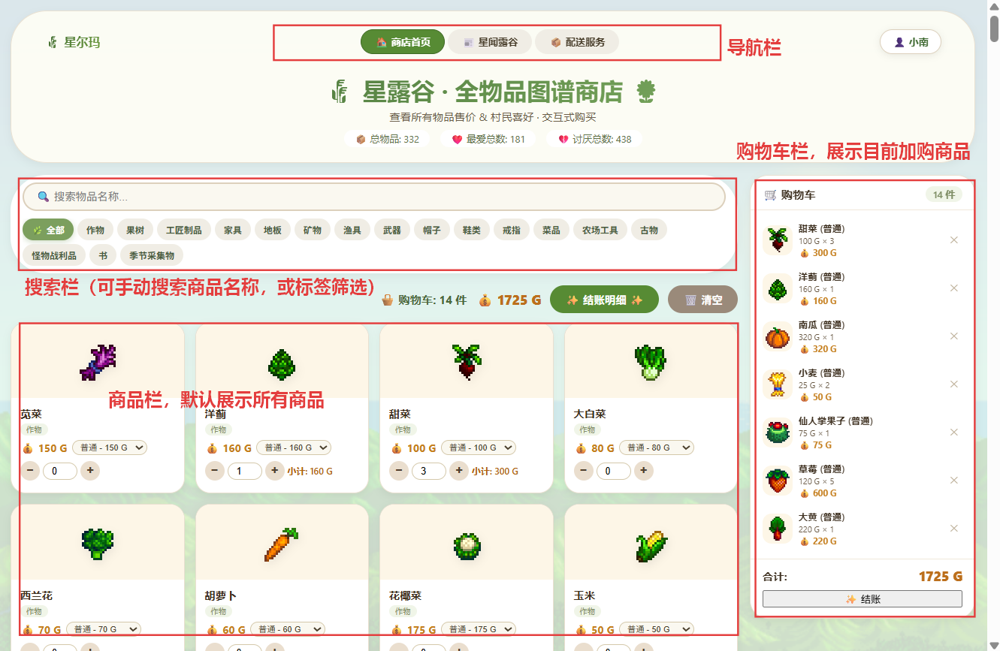 星尔玛
商店首页 星闻露谷 配送服务
小南
导航栏
星露谷 · 全物品图谱商店
查看所有物品售价 & 村民喜好 · 交互式购买
总物品: 332 最爱总数: 181 讨厌总数: 438
购物车栏，展示目前加购商品
搜索物品名称...
全部 作物 果树 工匠制品 家具 地板 矿物 渔具 武器 帽子 鞋类 戒指 菜品 农场工具 古物
怪物战利品 书 季节采集物
搜索栏（可手动搜索商品名称，或标签筛选）
购物车: 14 件 1725 G 结账明细 清空
商品栏，默认展示所有商品
苋菜
作物
150 G 普通 - 150 G
− 0 +
洋蓟
作物
160 G 普通 - 160 G
− 1 + 小计: 160 G
甜菜
作物
100 G 普通 - 100 G
− 3 + 小计: 300 G
大白菜
作物
80 G 普通 - 80 G
− 0 +
西兰花
作物
70 G 普通 - 70 G
胡萝卜
作物
60 G 普通 - 60 G
花椰菜
作物
175 G 普通 - 175 G
玉米
作物
50 G 普通 - 50 G
购物车 14 件
甜菜 (普通)
100 G × 3 ×
300 G
洋蓟 (普通)
160 G × 1 ×
160 G
南瓜 (普通)
320 G × 1 ×
320 G
小麦 (普通)
25 G × 2 ×
50 G
仙人掌果子 (普通)
75 G × 1 ×
75 G
草莓 (普通)
120 G × 5 ×
600 G
大黄 (普通)
220 G × 1 ×
220 G
合计: 1725 G
结账